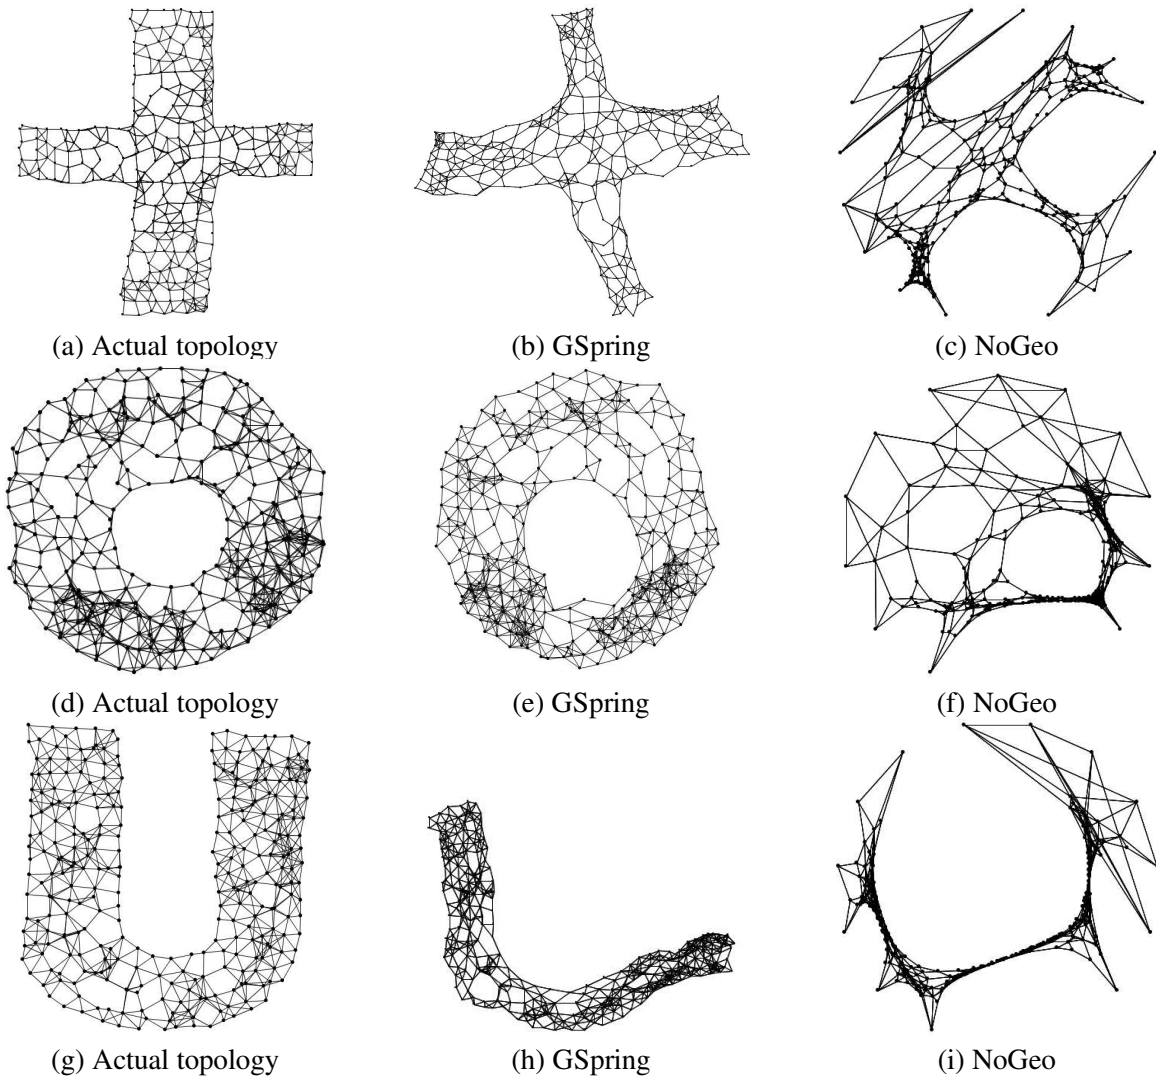 (a) Actual topology
(b) GSpring
(c) NoGeo
(d) Actual topology
(e) GSpring
(f) NoGeo
(g) Actual topology
(h) GSpring
(i) NoGeo